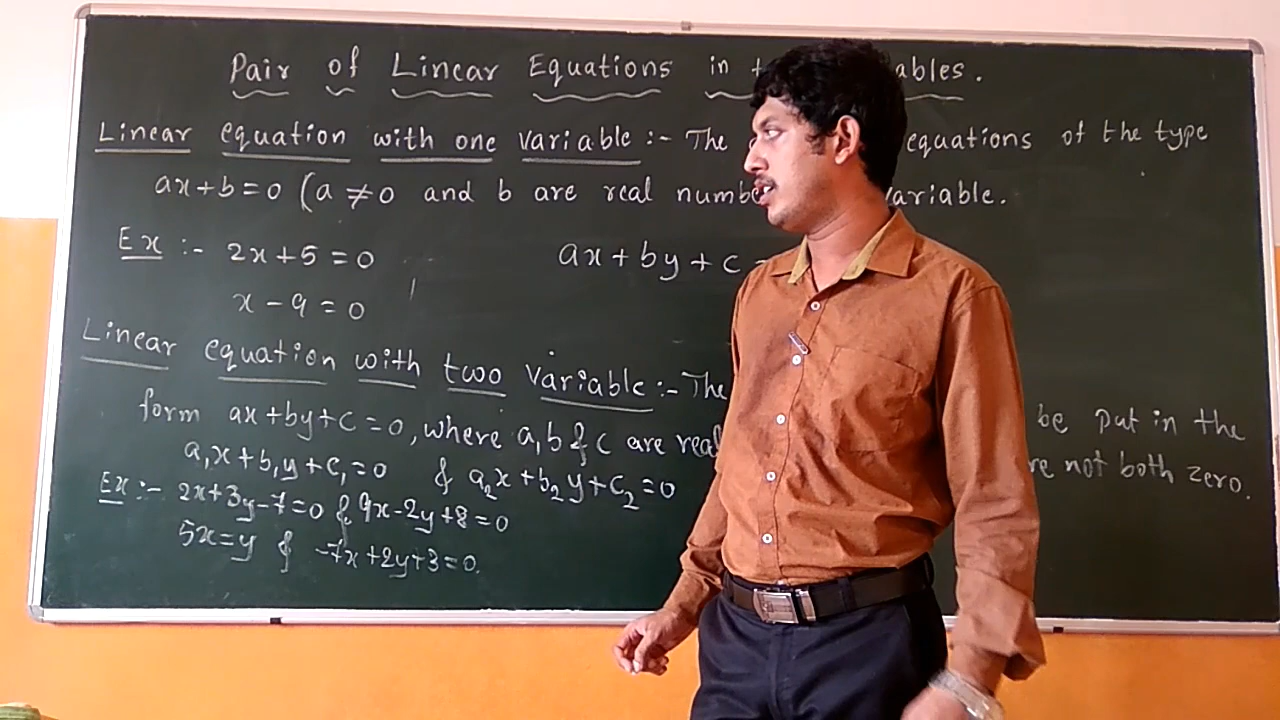 Pair of Linear Equations in ables.
Linear equation with one variable :- The equations of the type
ax + b = 0 (a ≠ 0 and b are real numbe variable.
Ex :- 2x + 5 = 0 ax + by + c =
x - 9 = 0
Linear equation with two variable :- The be put in the
form ax + by + c = 0, where a, b & c are real re not both zero.
a₁x + b₁y + c₁ = 0 & a₂x + b₂y + c₂ = 0
Ex :- 2x + 3y - 7 = 0 & 9x - 2y + 8 = 0
5x = y & -7x + 2y + 3 = 0.